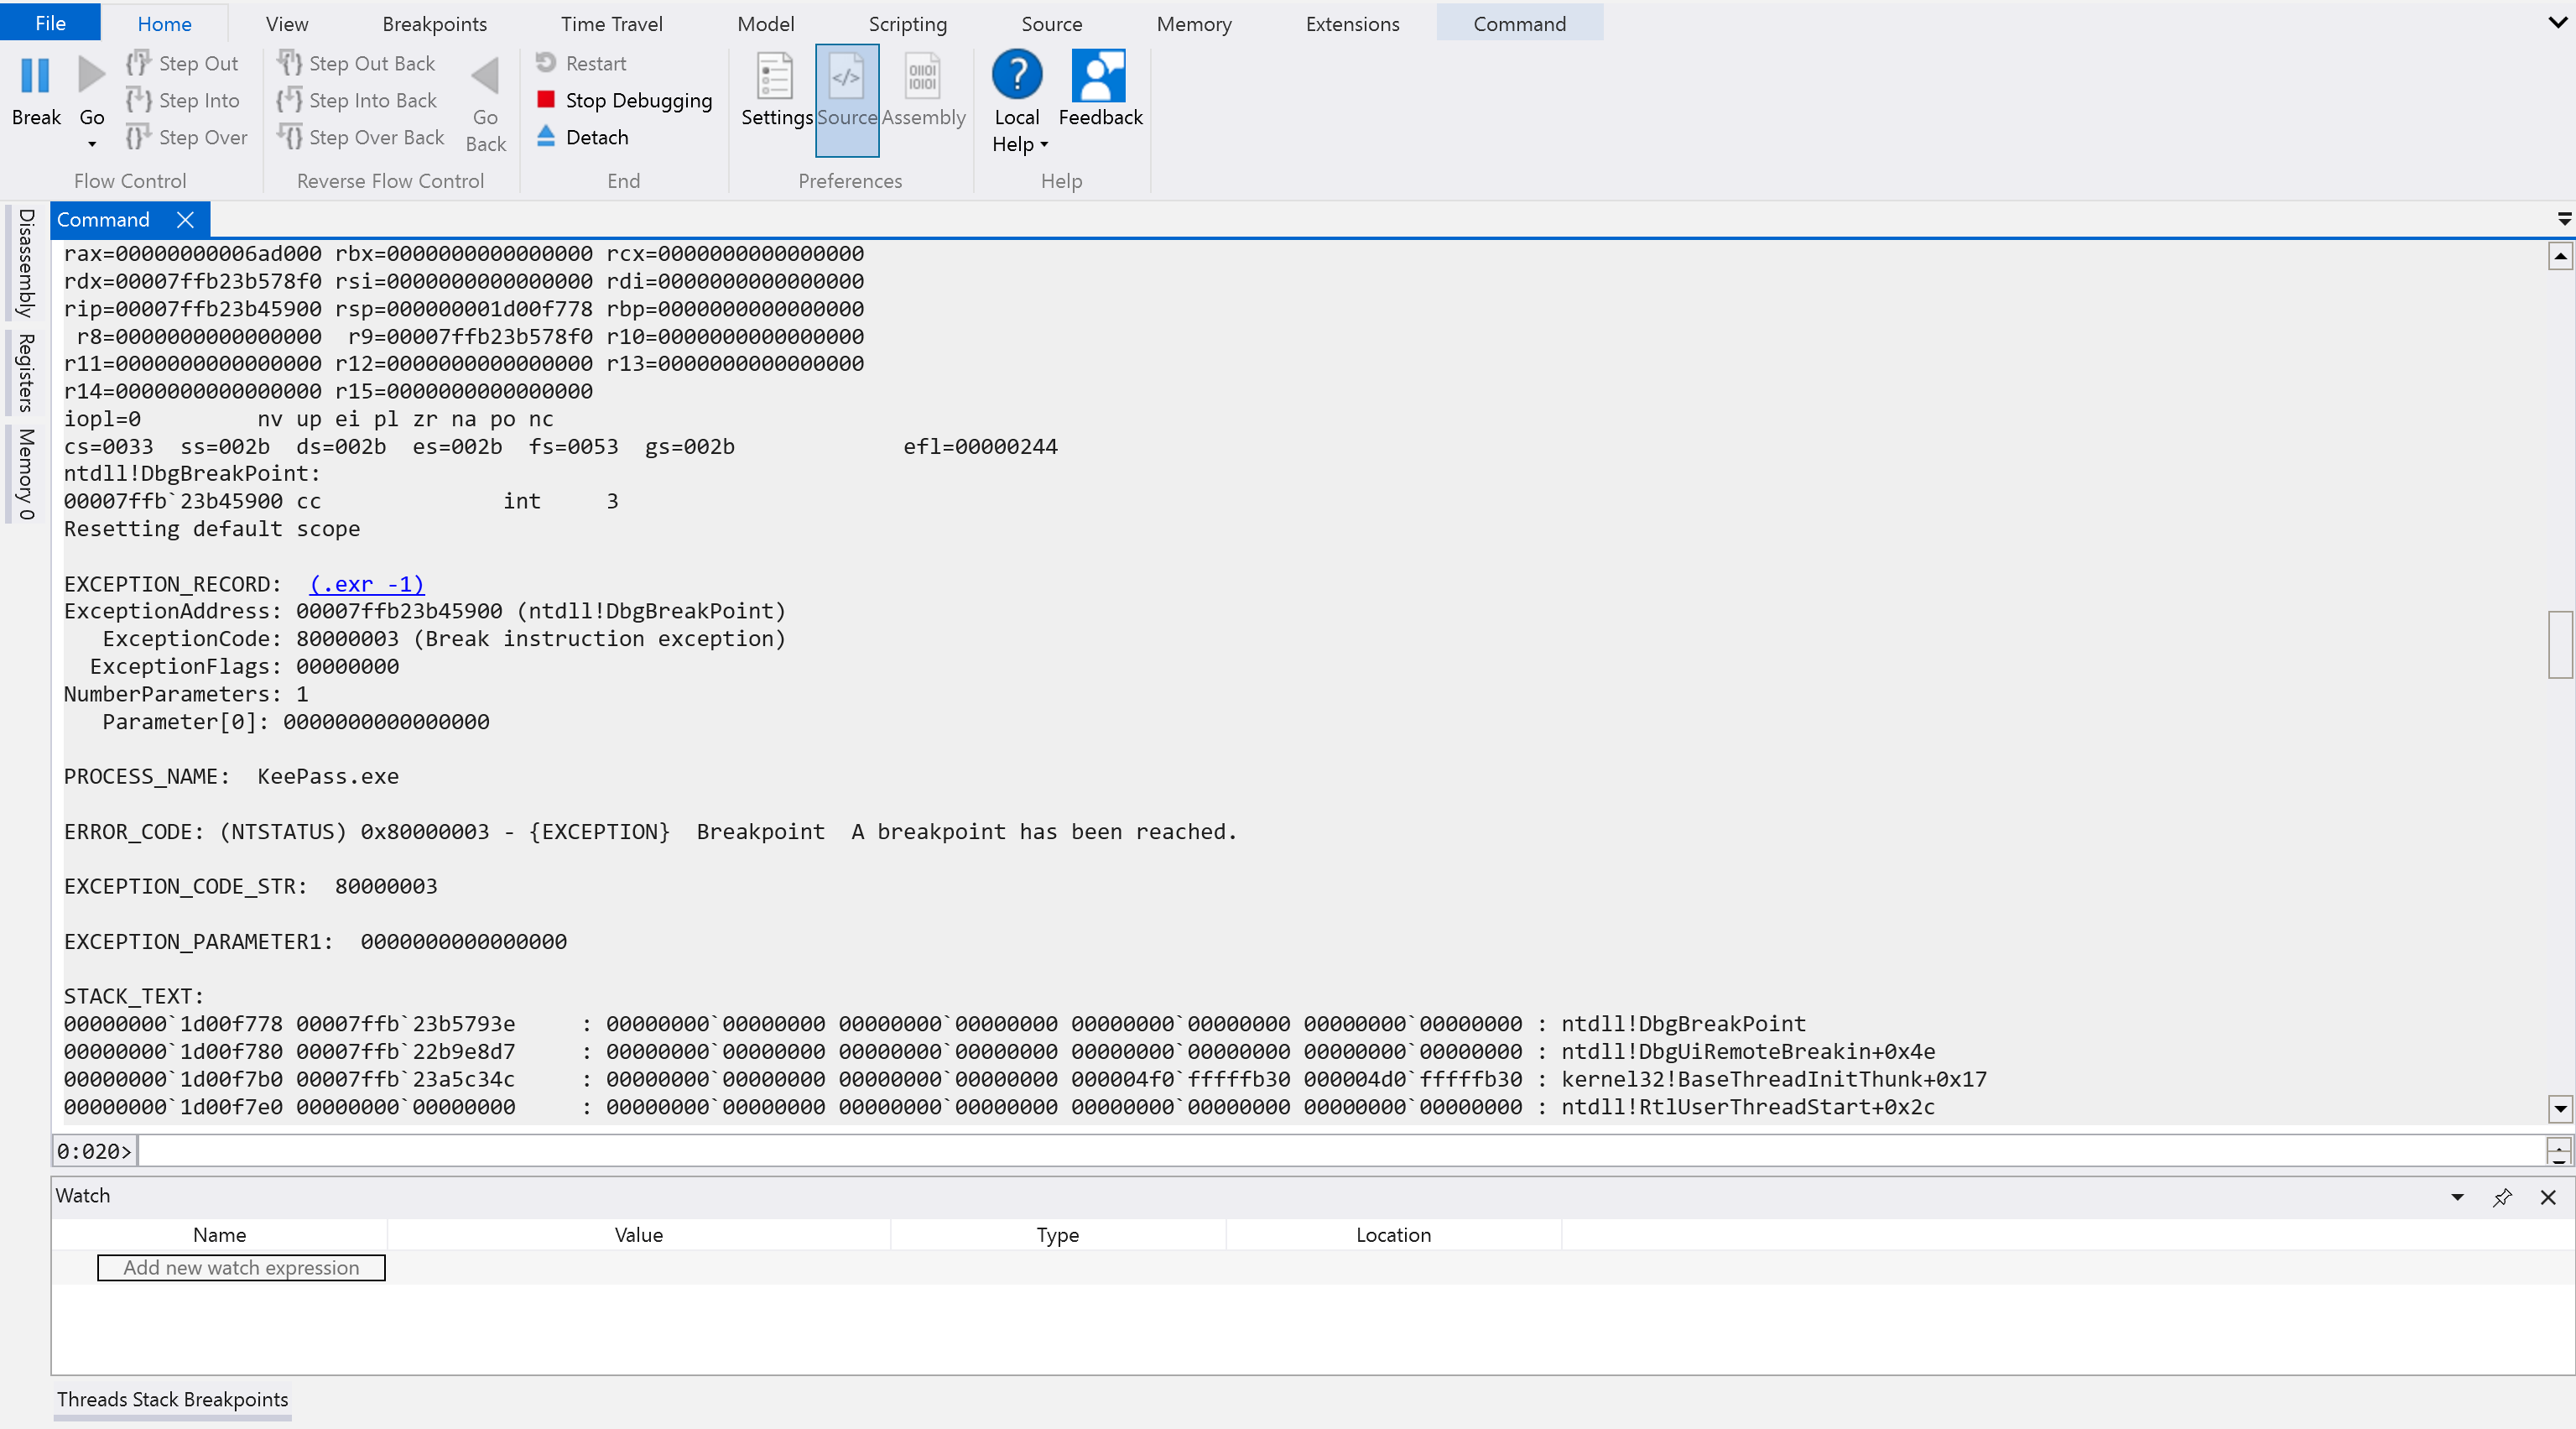 File Home View Breakpoints Time Travel Model Scripting Source Memory Extensions Command
Break
Go
Step Out
Step Into
Step Over
Flow Control
Step Out Back
Step Into Back
Step Over Back
Go
Back
Reverse Flow Control
Restart
Stop Debugging
Detach
End
Settings
Source
Assembly
Preferences
Local
Help
Feedback
Help
Disassembly
Registers
Memory 0
Command
rax=00000000006ad000 rbx=0000000000000000 rcx=0000000000000000
rdx=00007ffb23b578f0 rsi=0000000000000000 rdi=0000000000000000
rip=00007ffb23b45900 rsp=000000001d00f778 rbp=0000000000000000
r8=0000000000000000  r9=00007ffb23b578f0 r10=0000000000000000
r11=0000000000000000 r12=0000000000000000 r13=0000000000000000
r14=0000000000000000 r15=0000000000000000
iopl=0         nv up ei pl zr na po nc
cs=0033  ss=002b  ds=002b  es=002b  fs=0053  gs=002b             efl=00000244
ntdll!DbgBreakPoint:
00007ffb`23b45900 cc              int     3
Resetting default scope
EXCEPTION_RECORD:  (.exr -1)
ExceptionAddress: 00007ffb23b45900 (ntdll!DbgBreakPoint)
ExceptionCode: 80000003 (Break instruction exception)
ExceptionFlags: 00000000
NumberParameters: 1
Parameter[0]: 0000000000000000
PROCESS_NAME:  KeePass.exe
ERROR_CODE: (NTSTATUS) 0x80000003 - {EXCEPTION}  Breakpoint  A breakpoint has been reached.
EXCEPTION_CODE_STR:  80000003
EXCEPTION_PARAMETER1:  0000000000000000
STACK_TEXT:
00000000`1d00f778 00007ffb`23b5793e     : 00000000`00000000 00000000`00000000 00000000`00000000 00000000`00000000 : ntdll!DbgBreakPoint
00000000`1d00f780 00007ffb`22b9e8d7     : 00000000`00000000 00000000`00000000 00000000`00000000 00000000`00000000 : ntdll!DbgUiRemoteBreakin+0x4e
00000000`1d00f7b0 00007ffb`23a5c34c     : 00000000`00000000 00000000`00000000 000004f0`fffffb30 000004d0`fffffb30 : kernel32!BaseThreadInitThunk+0x17
00000000`1d00f7e0 00000000`00000000     : 00000000`00000000 00000000`00000000 00000000`00000000 00000000`00000000 : ntdll!RtlUserThreadStart+0x2c
0:020>
Watch
Name Value Type Location
Add new watch expression
Threads Stack Breakpoints